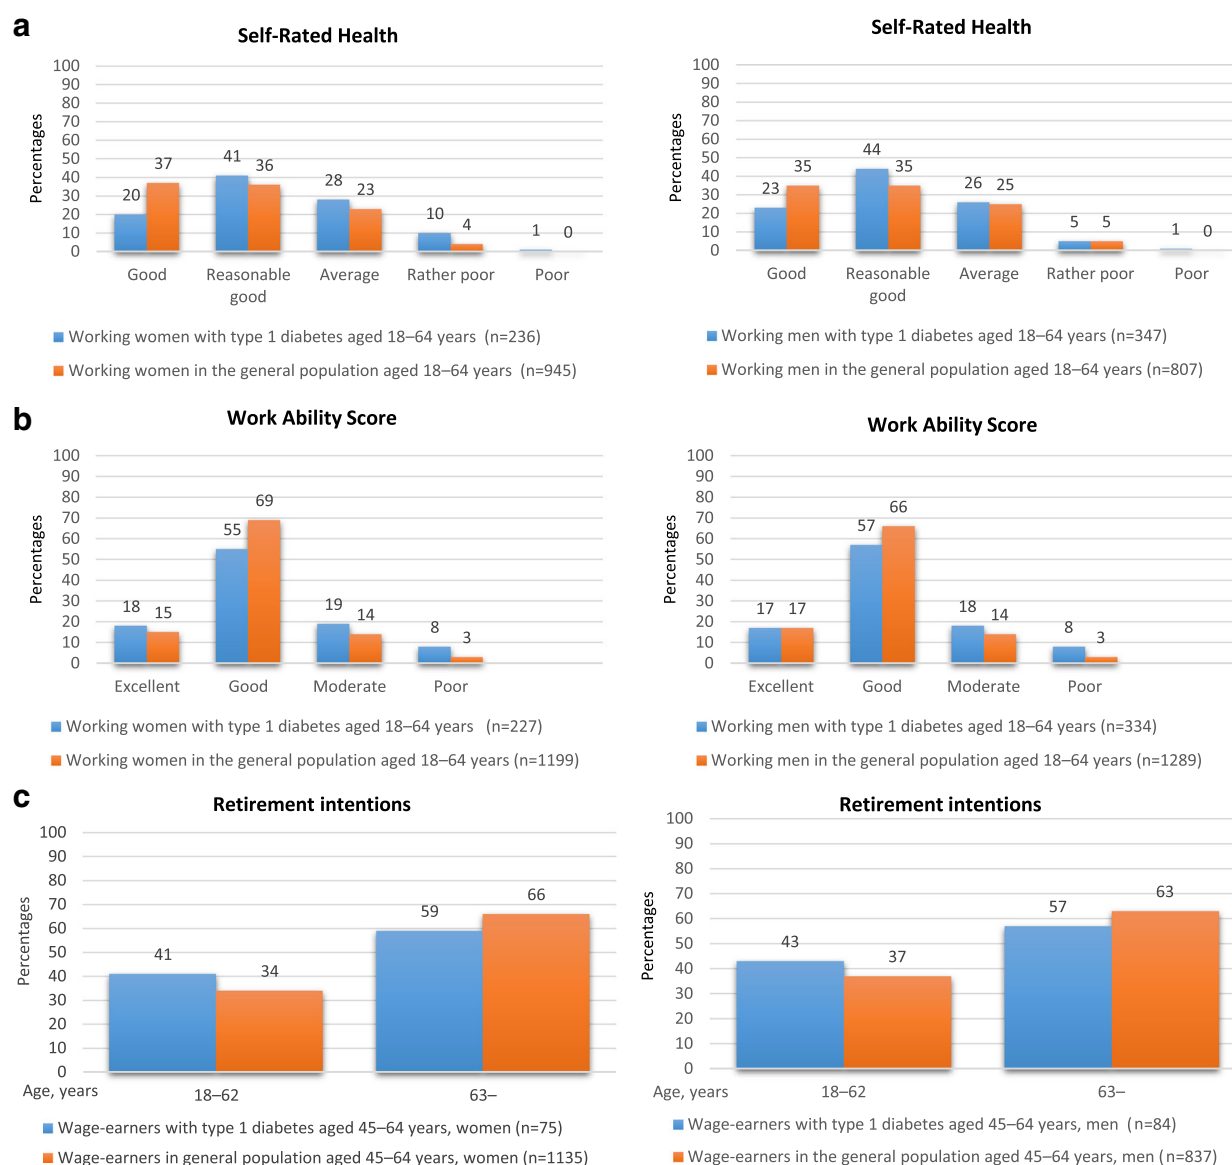 a
Self-Rated Health
Percentages
100
90
80
70
60
50
40
30
20
10
0
20 37 41 36 28 23 10 4 1 0
Good Reasonable good Average Rather poor Poor
Working women with type 1 diabetes aged 18–64 years (n=236)
Working women in the general population aged 18–64 years (n=945)
Self-Rated Health
Percentages
100
90
80
70
60
50
40
30
20
10
0
23 35 44 35 26 25 5 5 1 0
Good Reasonable good Average Rather poor Poor
Working men with type 1 diabetes aged 18–64 years (n=347)
Working men in the general population aged 18–64 years (n=807)
b
Work Ability Score
Percentages
100
90
80
70
60
50
40
30
20
10
0
18 15 55 69 19 14 8 3
Excellent Good Moderate Poor
Working women with type 1 diabetes aged 18–64 years (n=227)
Working women in the general population aged 18–64 years (n=1199)
Work Ability Score
Percentages
100
90
80
70
60
50
40
30
20
10
0
17 17 57 66 18 14 8 3
Excellent Good Moderate Poor
Working men with type 1 diabetes aged 18–64 years (n=334)
Working men in the general population aged 18–64 years (n=1289)
c
Retirement intentions
Percentages
100
90
80
70
60
50
40
30
20
10
0
41 34 59 66
Age, years 18–62 63–
Wage-earners with type 1 diabetes aged 45–64 years, women (n=75)
Wage-earners in general population aged 45–64 years, women (n=1135)
Retirement intentions
Percentages
100
90
80
70
60
50
40
30
20
10
0
43 37 57 63
Age, years 18–62 63–
Wage-earners with type 1 diabetes aged 45–64 years, men (n=84)
Wage-earners in the general population aged 45–64 years, men (n=837)